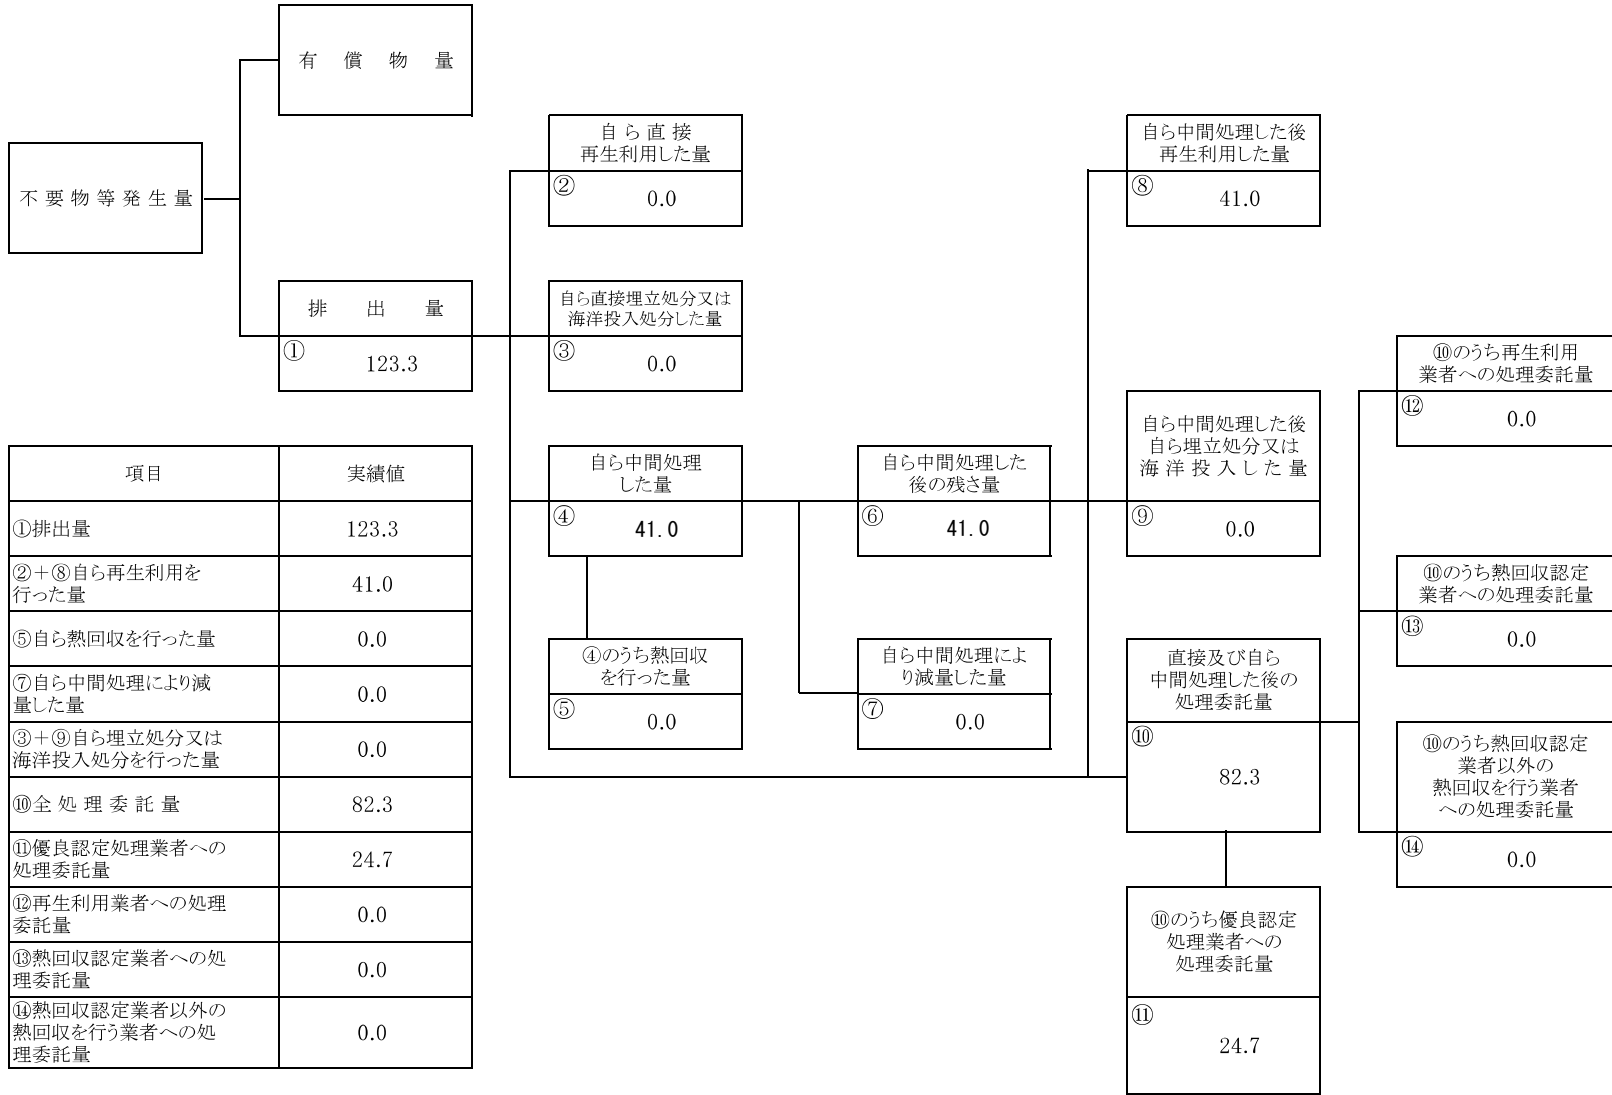 有償物量
不要物等発生量
排出量
①
123.3
自ら直接
再生利用した量
②
0.0
自ら直接埋立処分又は
海洋投入処分した量
③
0.0
自ら中間処理
した量
④
41.0
④のうち熱回収
を行った量
⑤
0.0
自ら中間処理した
後の残さ量
⑥
41.0
自ら中間処理によ
り減量した量
⑦
0.0
自ら中間処理した後
再生利用した量
⑧
41.0
自ら中間処理した後
自ら埋立処分又は
海洋投入した量
⑨
0.0
直接及び自ら
中間処理した後の
処理委託量
⑩
82.3
⑩のうち優良認定
処理業者への
処理委託量
⑪
24.7
⑩のうち再生利用
業者への処理委託量
⑫
0.0
⑩のうち熱回収認定
業者への処理委託量
⑬
0.0
⑩のうち熱回収認定
業者以外の
熱回収を行う業者
への処理委託量
⑭
0.0
項目 実績値
①排出量 123.3
②＋⑧自ら再生利用を
行った量
41.0
⑤自ら熱回収を行った量 0.0
⑦自ら中間処理により減
量した量
0.0
③＋⑨自ら埋立処分又は
海洋投入処分を行った量
0.0
⑩全処理委託量 82.3
⑪優良認定処理業者への
処理委託量
24.7
⑫再生利用業者への処理
委託量
0.0
⑬熱回収認定業者への処
理委託量
0.0
⑭熱回収認定業者以外の
熱回収を行う業者への処
理委託量
0.0